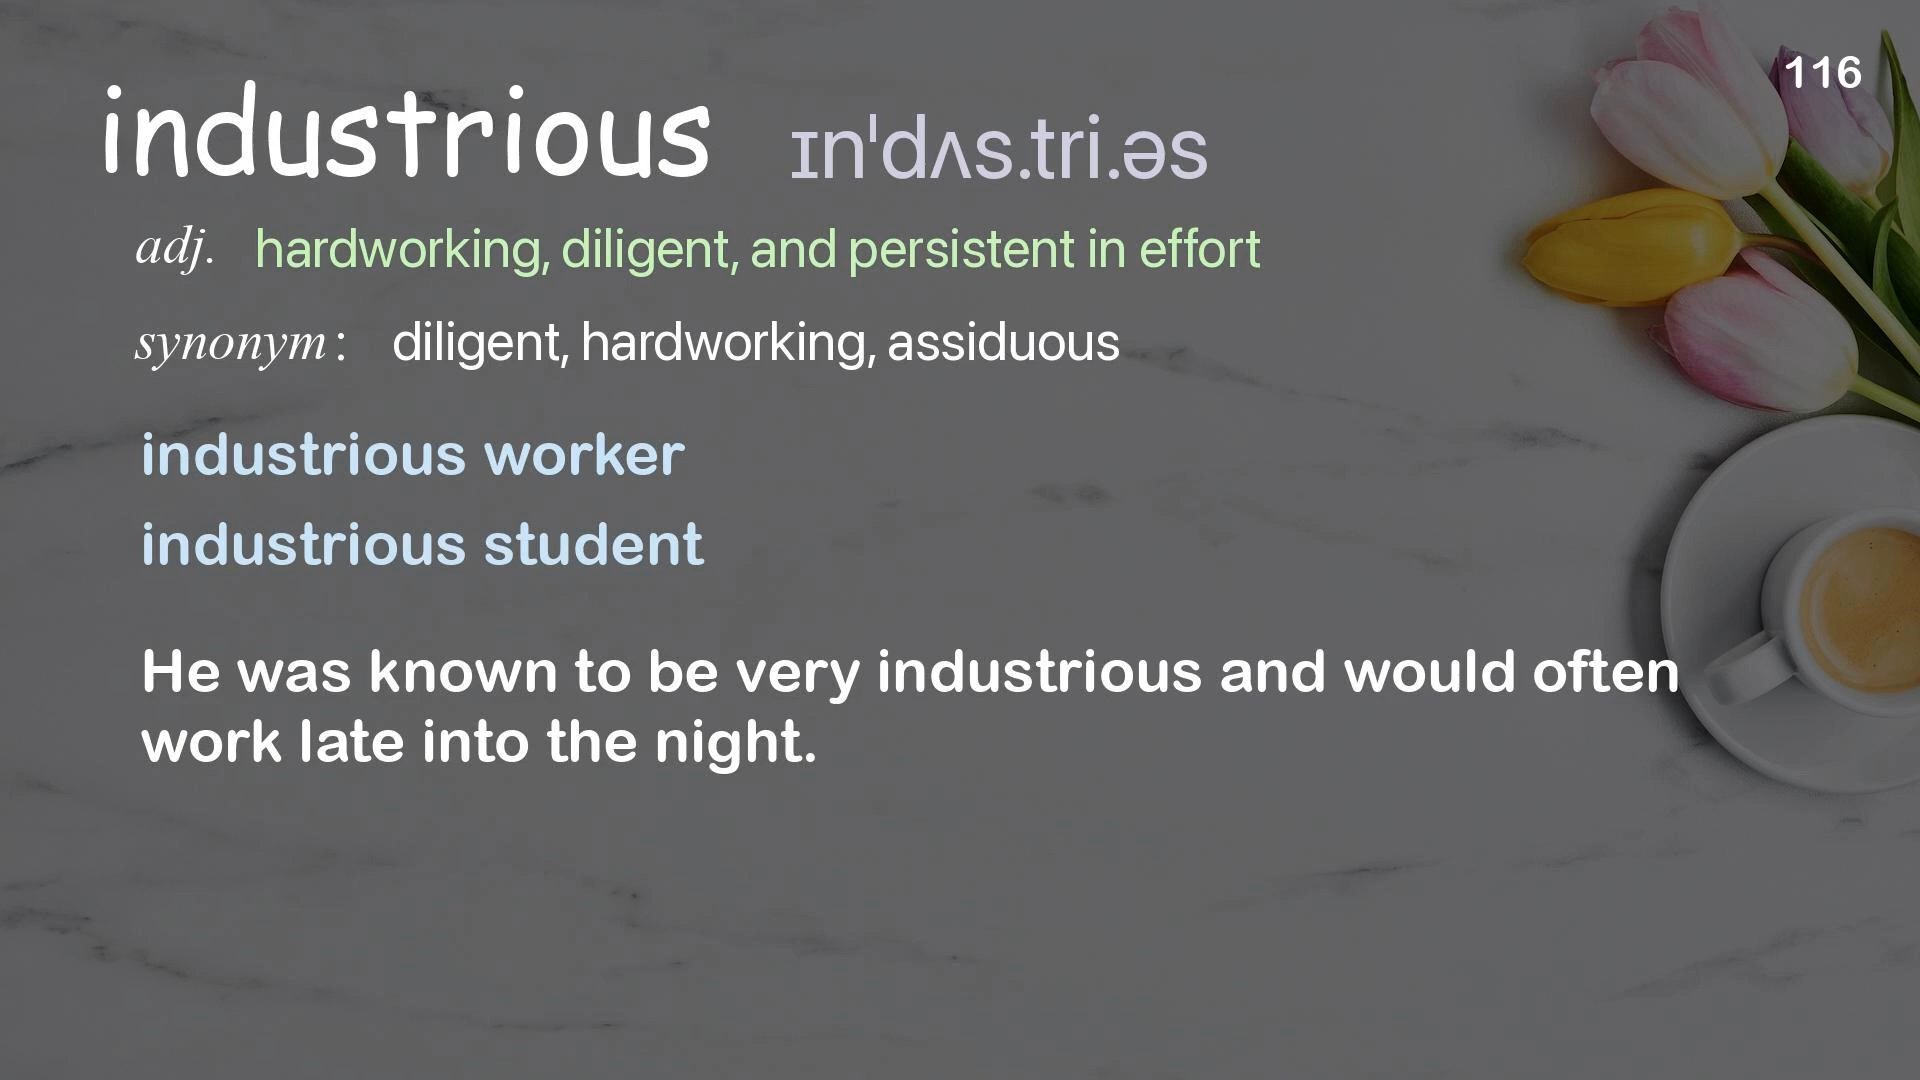 116
industrious ɪnˈdʌs.tri.əs
adj. hardworking, diligent, and persistent in effort
synonym: diligent, hardworking, assiduous
industrious worker
industrious student
He was known to be very industrious and would often
work late into the night.